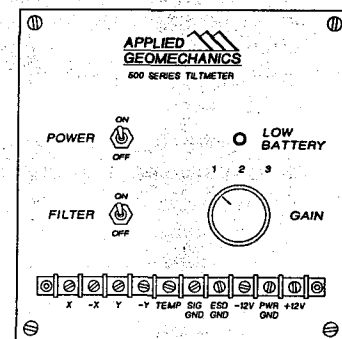 APPLIED
GEOMECHANICS
500 SERIES TILTMETER
ON
POWER
OFF
LOW
BATTERY
1 2 3
ON
FILTER
OFF
GAIN
X -X Y -Y TEMP SIG GND ESD GND -12V PWR GND +12V